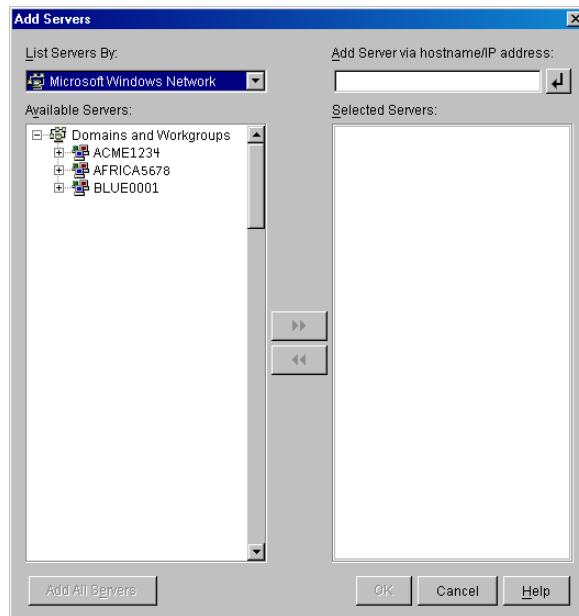 Add Servers
List Servers By:
Add Server via hostname/IP address:
Microsoft Windows Network
Available Servers:
Selected Servers:
Domains and Workgroups
ACME1234
AFRICA5678
BLUE0001
Add All Servers
OK
Cancel
Help